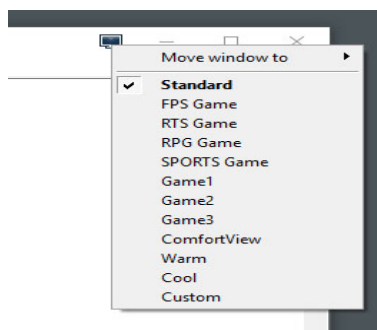 Move window to
Standard
FPS Game
RTS Game
RPG Game
SPORTS Game
Game1
Game2
Game3
ComfortView
Warm
Cool
Custom